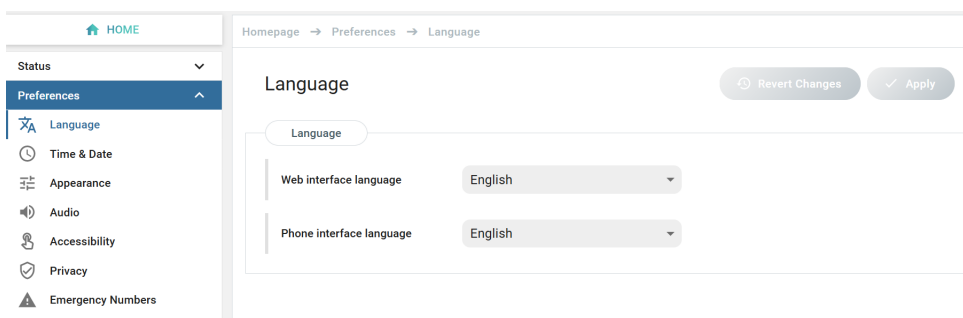 HOME
Homepage → Preferences → Language
Status
Preferences
Language
Time & Date
Appearance
Audio
Accessibility
Privacy
Emergency Numbers
Language
Revert Changes
Apply
Language
Web interface language English
Phone interface language English